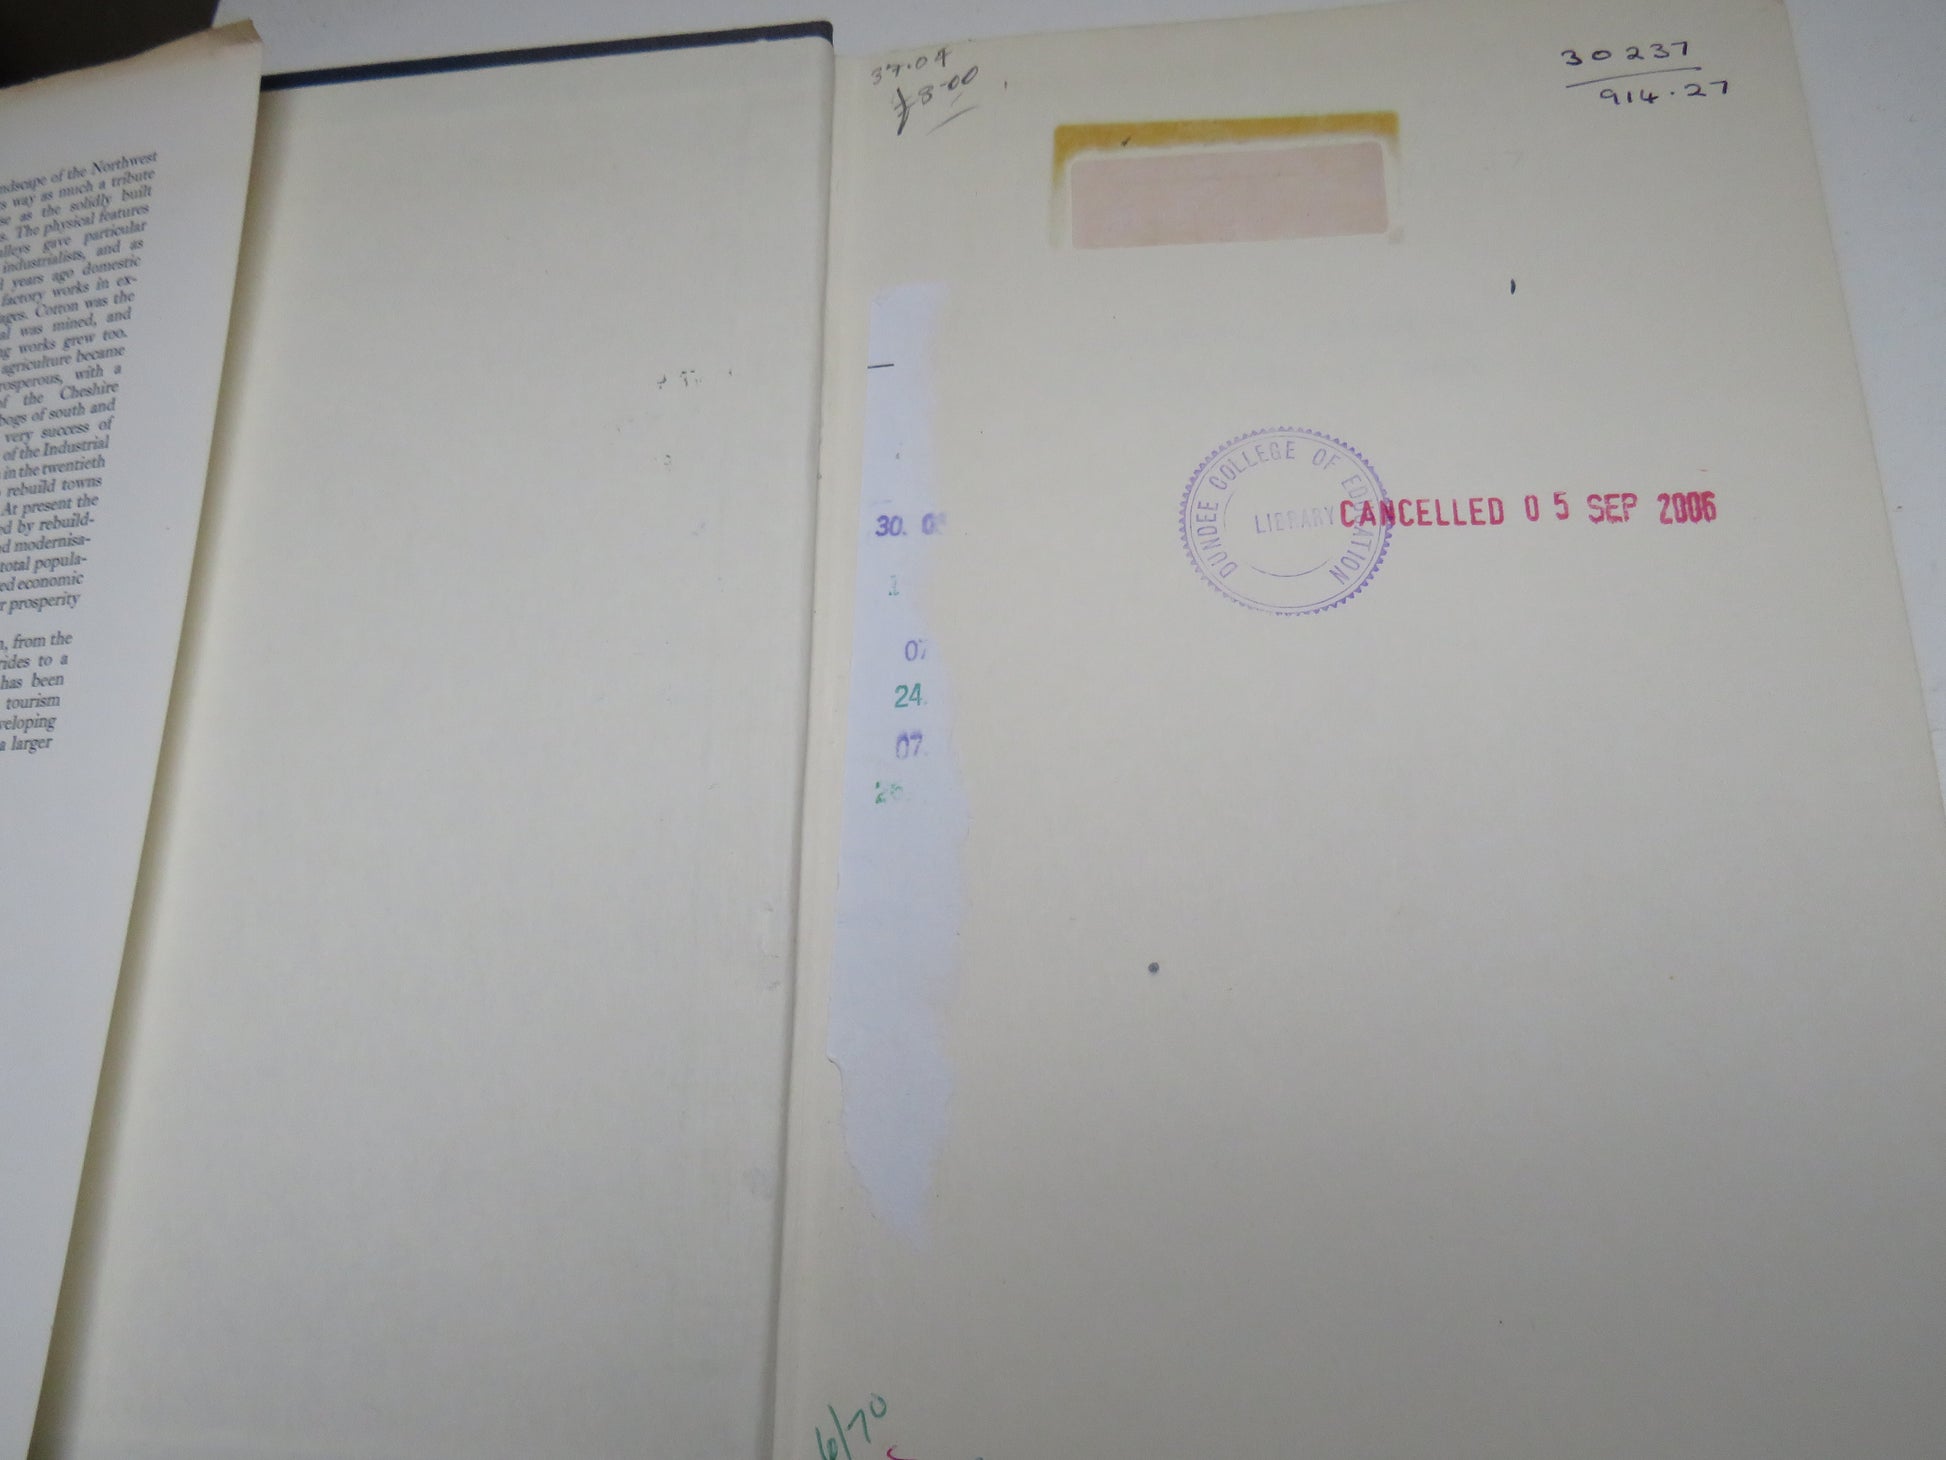 ndscape of the Northwest
s way as much a tribute
se as the solidly built
s. The physical features
alleys gave particular
industrialists, and as
d years ago domestic
factory works in ex-
ages. Cotton was the
al was mined, and
ng works grew too.
agriculture became
rosperous, with a
of the Cheshire
bogs of south and
very success of
of the Industrial
in the twentieth
rebuild towns
At present the
ed by rebuild-
d modernisa-
total popula-
ed economic
r prosperity
n, from the
rides to a
has been
tourism
veloping
a larger
£8-00
30237
914.27
DUNDEE COLLEGE OF EDUCATION
LIBRARY
CANCELLED 05 SEP 2006
30. 0
07
24.
07.
26.
6/70